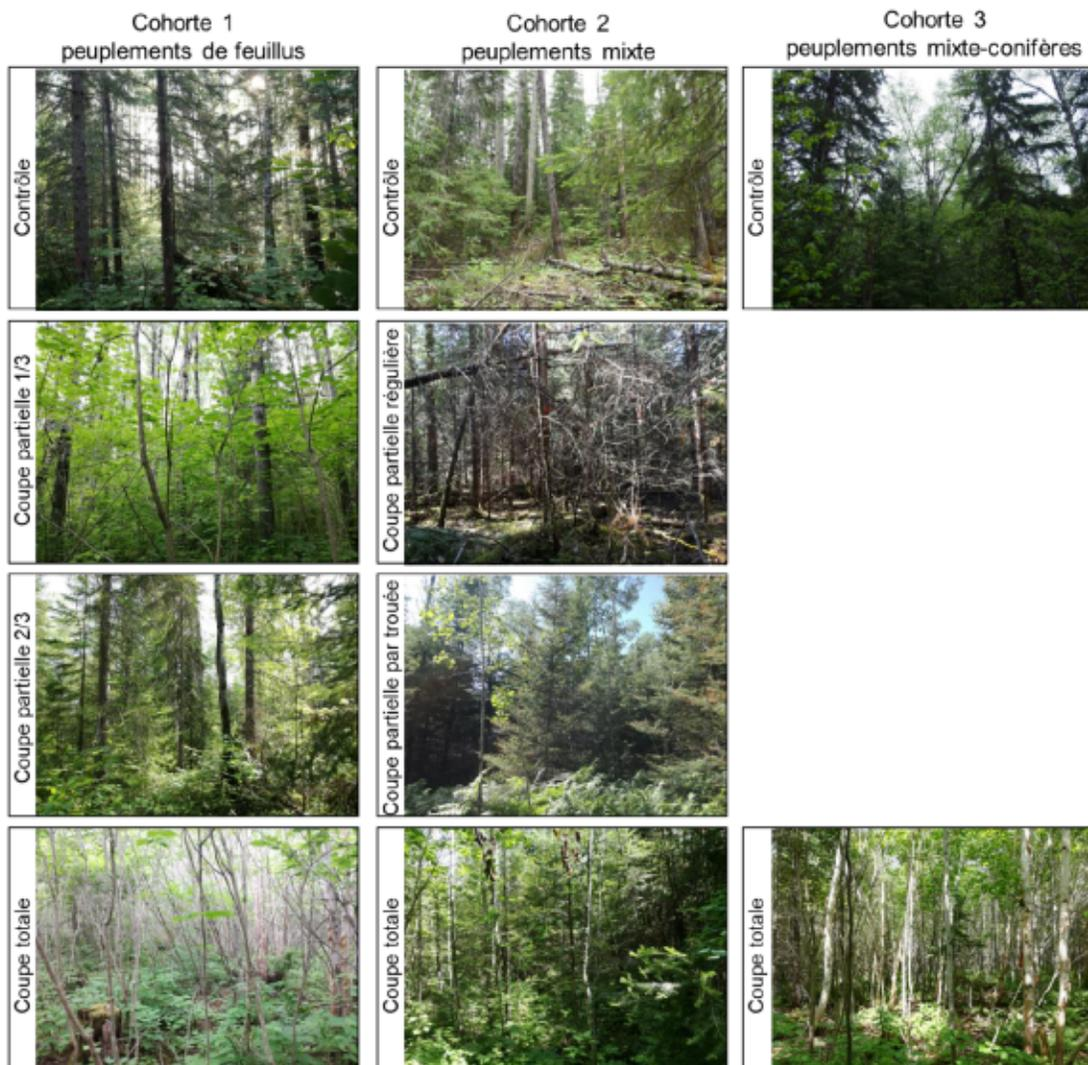 Cohorte 1
peuplements de feuillus
Cohorte 2
peuplements mixte
Cohorte 3
peuplements mixte-conifères
Contrôle
Contrôle
Contrôle
Coupe partielle 1/3
Coupe partielle régulière
Coupe partielle 2/3
Coupe partielle par trouée
Coupe totale
Coupe totale
Coupe totale